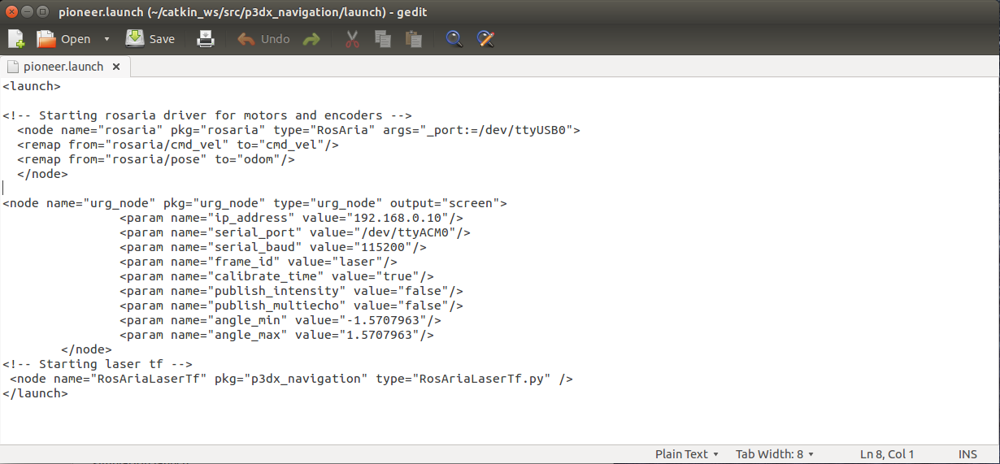 pioneer.launch (~/catkin_ws/src/p3dx_navigation/launch) - gedit
Open Save Undo
pioneer.launch
<launch>
<!-- Starting rosaria driver for motors and encoders -->
<node name="rosaria" pkg="rosaria" type="RosAria" args="_port:=/dev/ttyUSB0">
<remap from="rosaria/cmd_vel" to="cmd_vel"/>
<remap from="rosaria/pose" to="odom"/>
</node>
<node name="urg_node" pkg="urg_node" type="urg_node" output="screen">
<param name="ip_address" value="192.168.0.10"/>
<param name="serial_port" value="/dev/ttyACM0"/>
<param name="serial_baud" value="115200"/>
<param name="frame_id" value="laser"/>
<param name="calibrate_time" value="true"/>
<param name="publish_intensity" value="false"/>
<param name="publish_multiecho" value="false"/>
<param name="angle_min" value="-1.5707963"/>
<param name="angle_max" value="1.5707963"/>
</node>
<!-- Starting laser tf -->
<node name="RosAriaLaserTf" pkg="p3dx_navigation" type="RosAriaLaserTf.py" />
</launch>
Plain Text Tab Width: 8 Ln 8, Col 1 INS